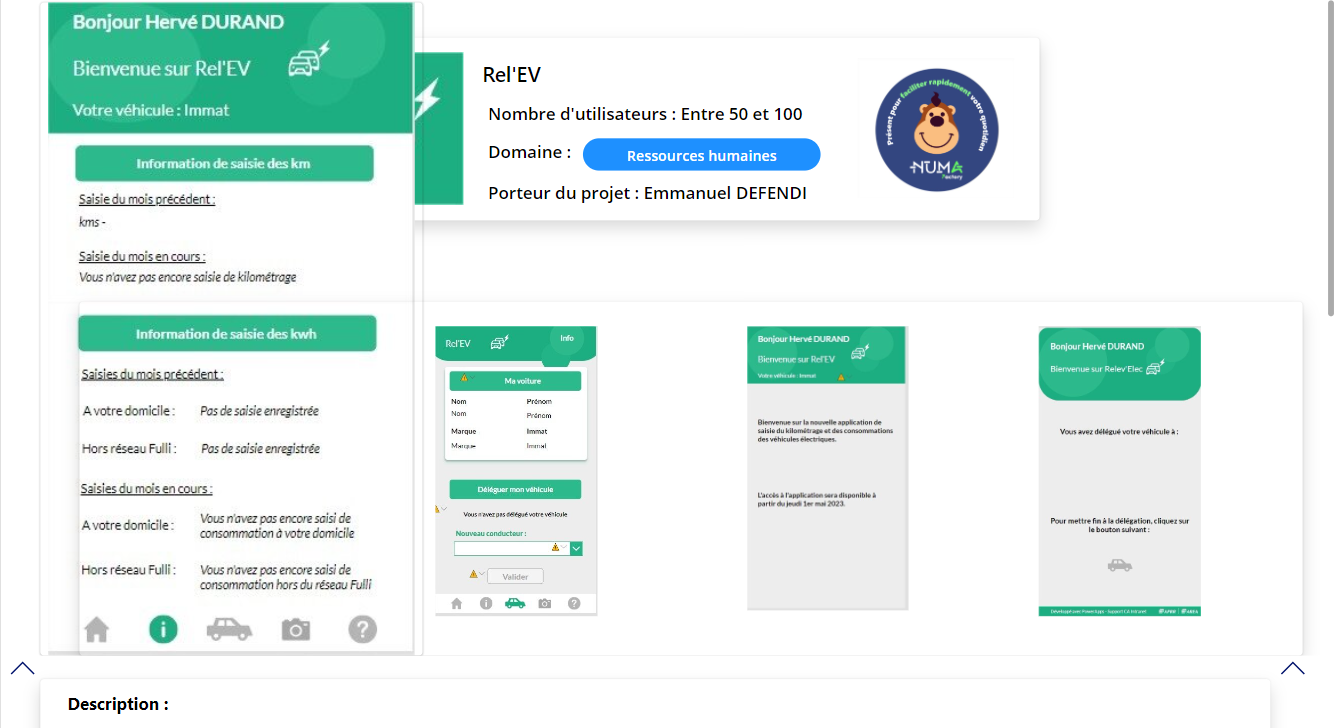 Bonjour Hervé DURAND
Bienvenue sur Rel'EV
Votre véhicule : Immat
Information de saisie des km
Saisie du mois précédent :
kms -
Saisie du mois en cours :
Vous n'avez pas encore saisie de kilométrage
Information de saisie des kwh
Saisies du mois précédent :
A votre domicile : Pas de saisie enregistrée
Hors réseau Fulli : Pas de saisie enregistrée
Saisies du mois en cours :
A votre domicile : Vous n'avez pas encore saisi de
consommation à votre domicile
Hors réseau Fulli : Vous n'avez pas encore saisi de
consommation hors du réseau Fulli
Rel'EV
Nombre d'utilisateurs : Entre 50 et 100
Domaine : Ressources humaines
Porteur du projet : Emmanuel DEFENDI
Présent pour faciliter rapidement votre quotidien
NUMA
Factory
Rel'EV Info
Ma voiture
Nom Prénom
Nom Prénom
Marque Immat
Marque Immat
Déléguer mon véhicule
Vous n'avez pas délégué votre véhicule
Nouveau conducteur :
Valider
Bonjour Hervé DURAND
Bienvenue sur Rel'EV
Votre véhicule : Immat
Bienvenue sur la nouvelle application de
saisie du kilométrage et des consommations
des véhicules électriques.
L'accès à l'application sera disponible à
partir du jeudi 1er mai 2023.
Bonjour Hervé DURAND
Bienvenue sur Relev'Elec
Vous avez délégué votre véhicule à :
Pour mettre fin à la délégation, cliquez sur
le bouton suivant :
Développé avec PowerApps - Support CA Intranet APRR | AREA
Description :